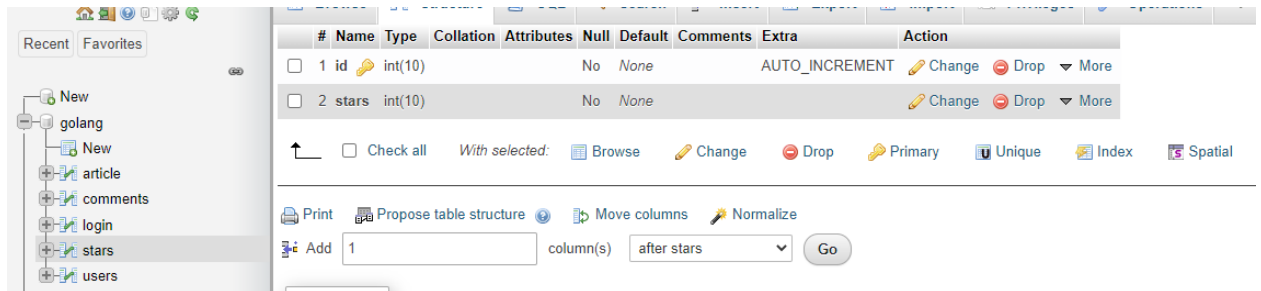 Recent Favorites
New
golang
New
article
comments
login
stars
users
# Name Type Collation Attributes Null Default Comments Extra Action
1 id int(10) No None AUTO_INCREMENT Change Drop More
2 stars int(10) No None Change Drop More
Check all With selected: Browse Change Drop Primary Unique Index Spatial
Print Propose table structure Move columns Normalize
Add 1 column(s) after stars Go